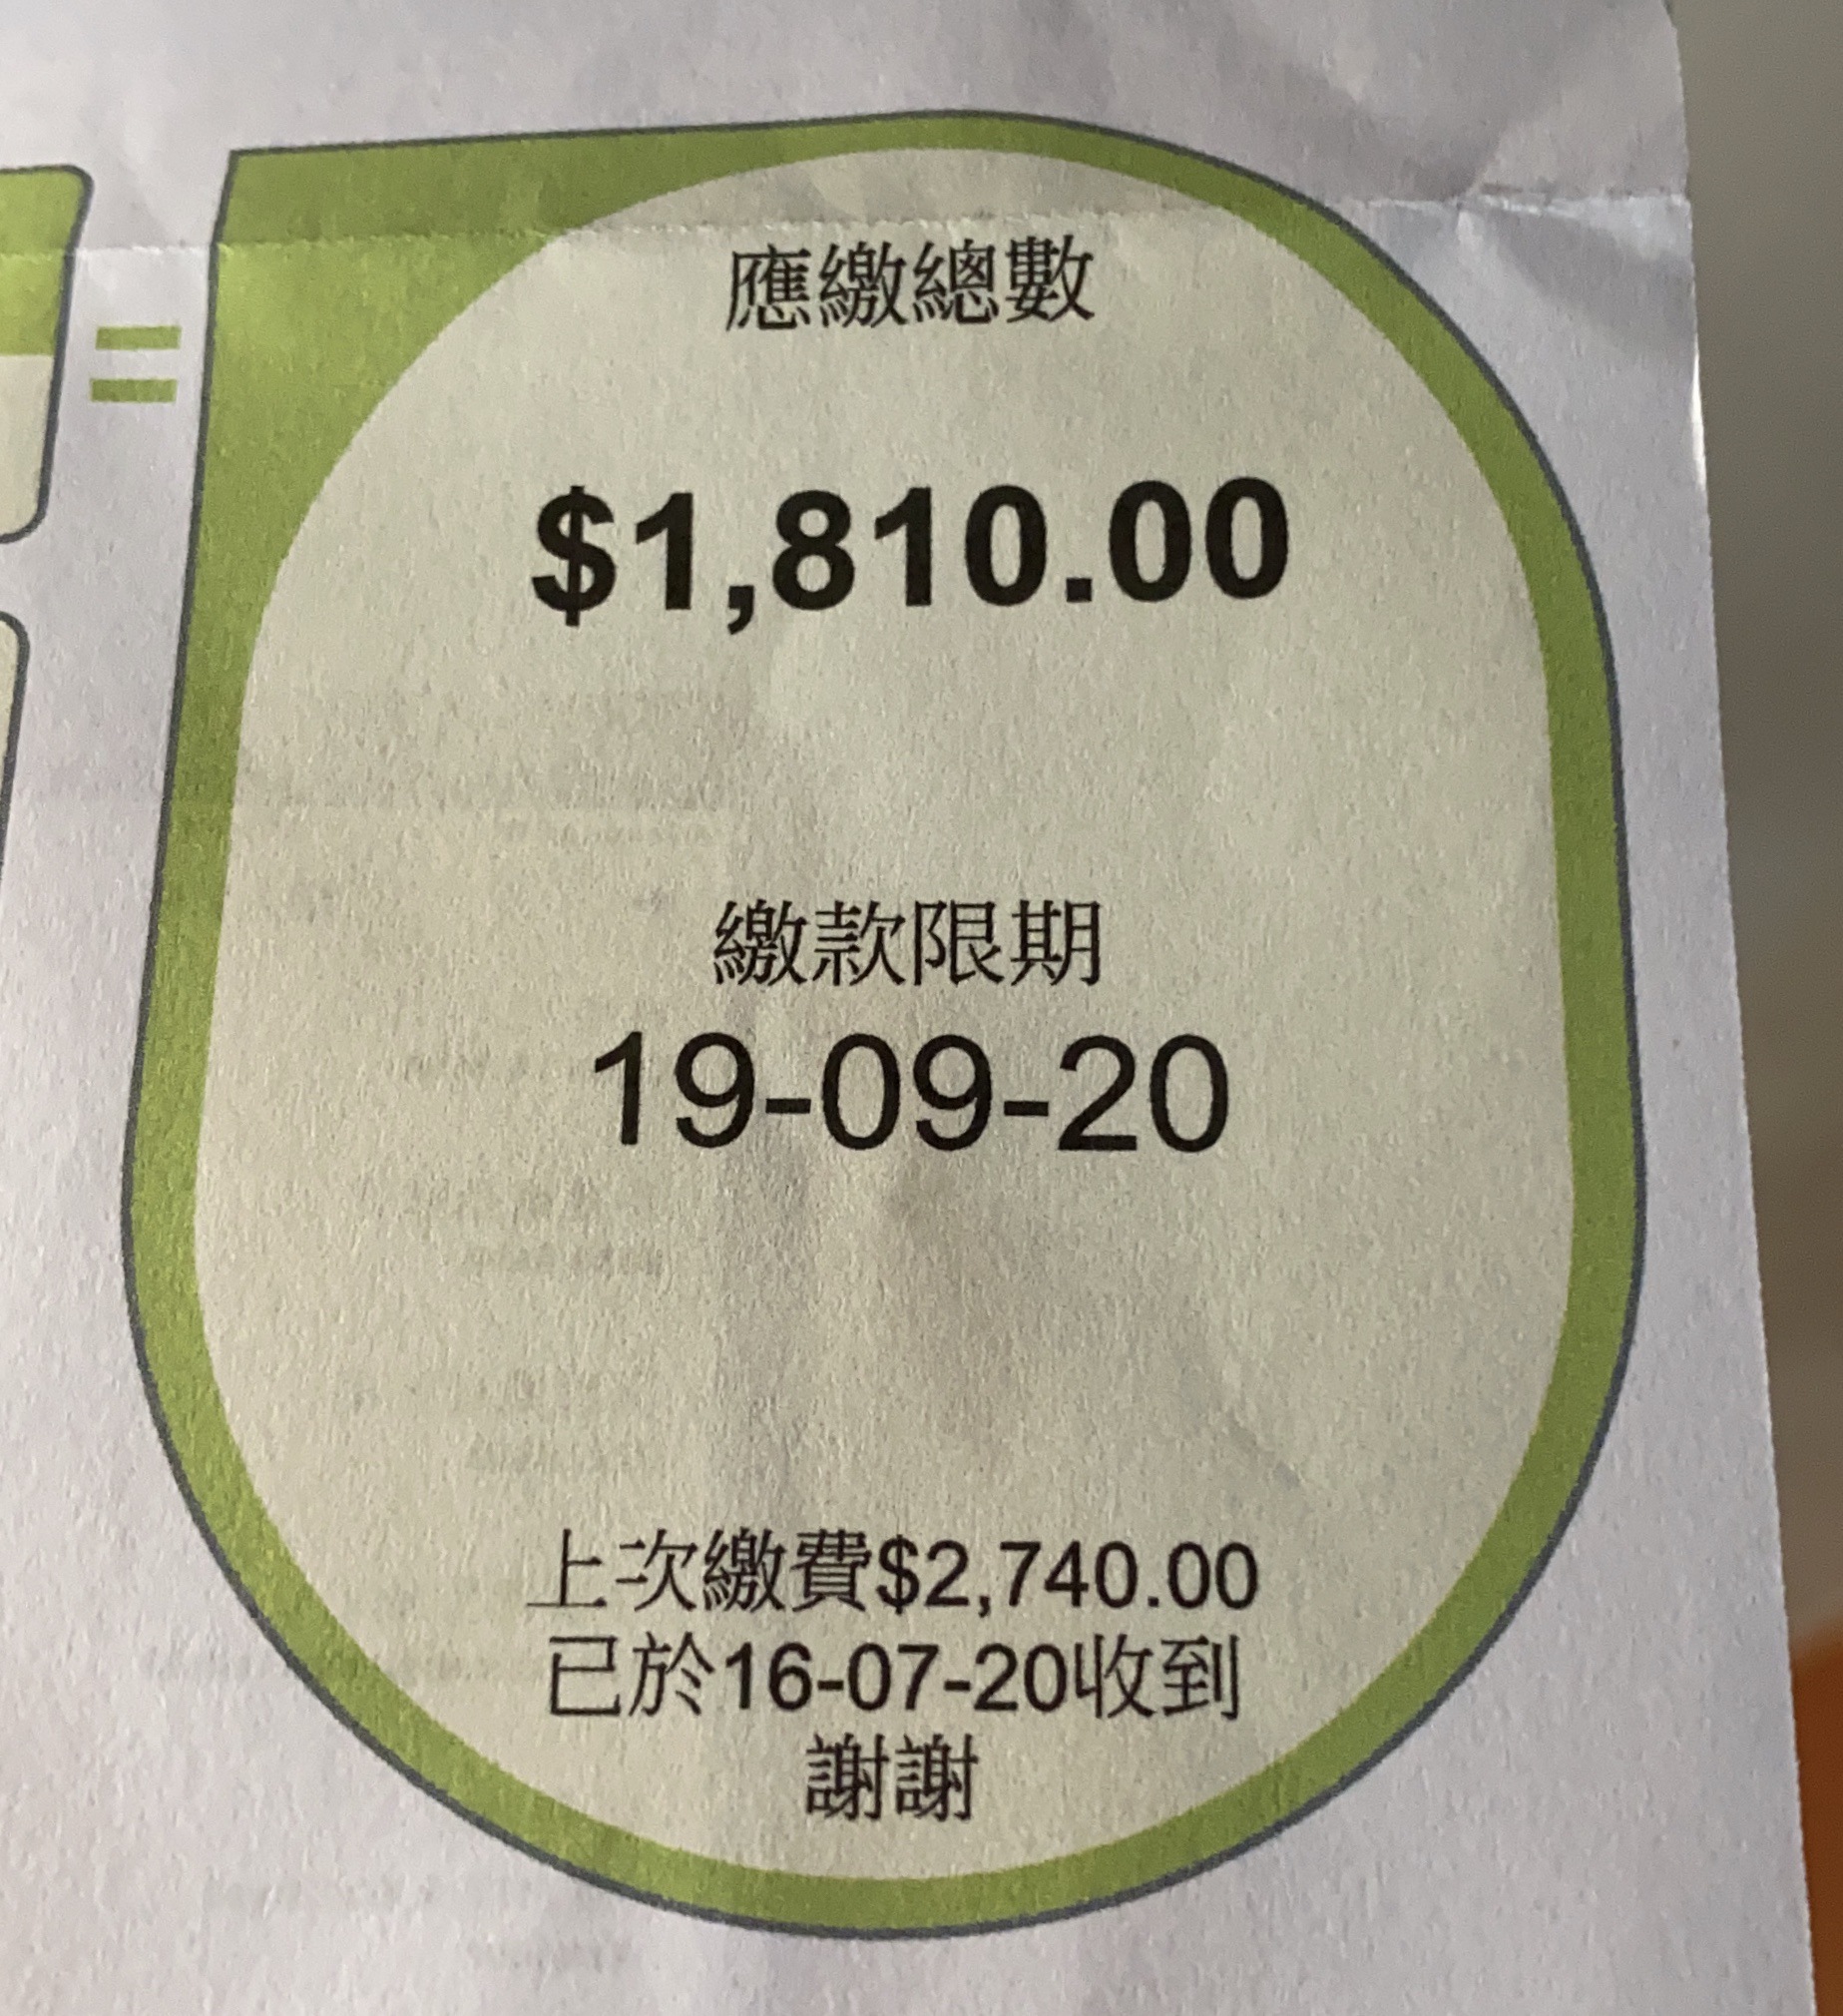 =
應繳總數
$1,810.00
繳款限期
19-09-20
上次繳費$2,740.00
已於16-07-20收到
謝謝